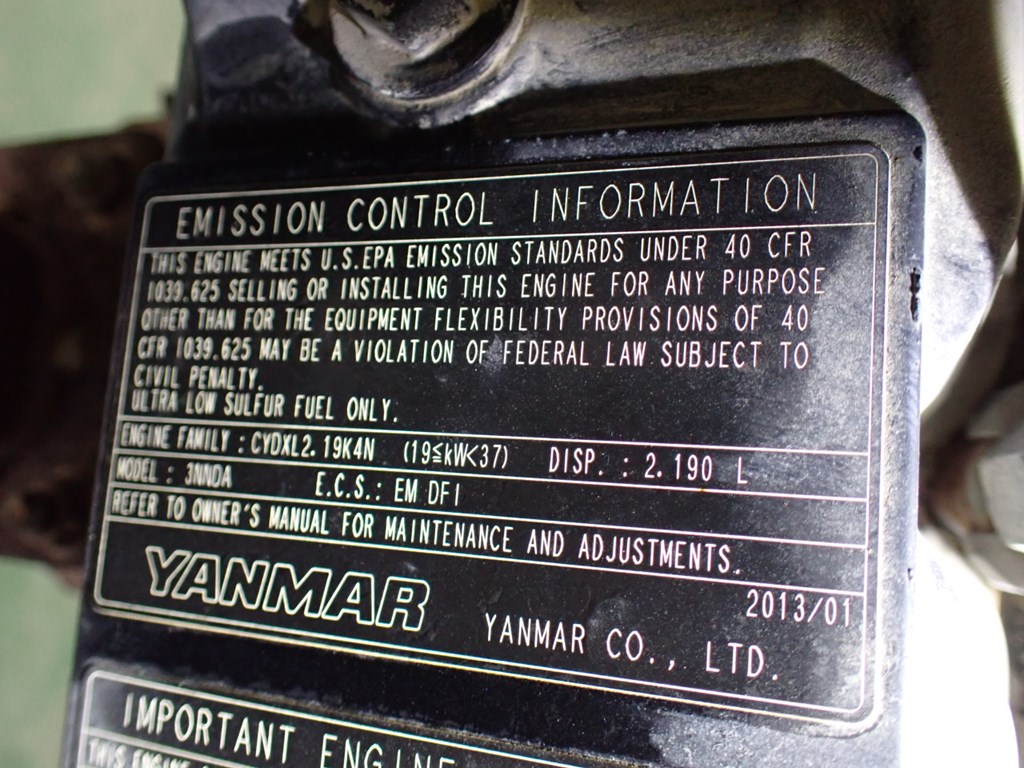 EMISSION CONTROL INFORMATION
THIS ENGINE MEETS U.S.EPA EMISSION STANDARDS UNDER 40 CFR
1039.625 SELLING OR INSTALLING THIS ENGINE FOR ANY PURPOSE
OTHER THAN FOR THE EQUIPMENT FLEXIBILITY PROVISIONS OF 40
CFR 1039.625 MAY BE A VIOLATION OF FEDERAL LAW SUBJECT TO
CIVIL PENALTY.
ULTRA LOW SULFUR FUEL ONLY.
ENGINE FAMILY : CYDXL2.19K4N (19≦kW<37) DISP. : 2.190 L
MODEL : 3NNDA E.C.S.: EM DFI
REFER TO OWNER'S MANUAL FOR MAINTENANCE AND ADJUSTMENTS.
2013/01
YANMAR YANMAR CO., LTD.
IMPORTANT ENGINE
THIS ENGINE